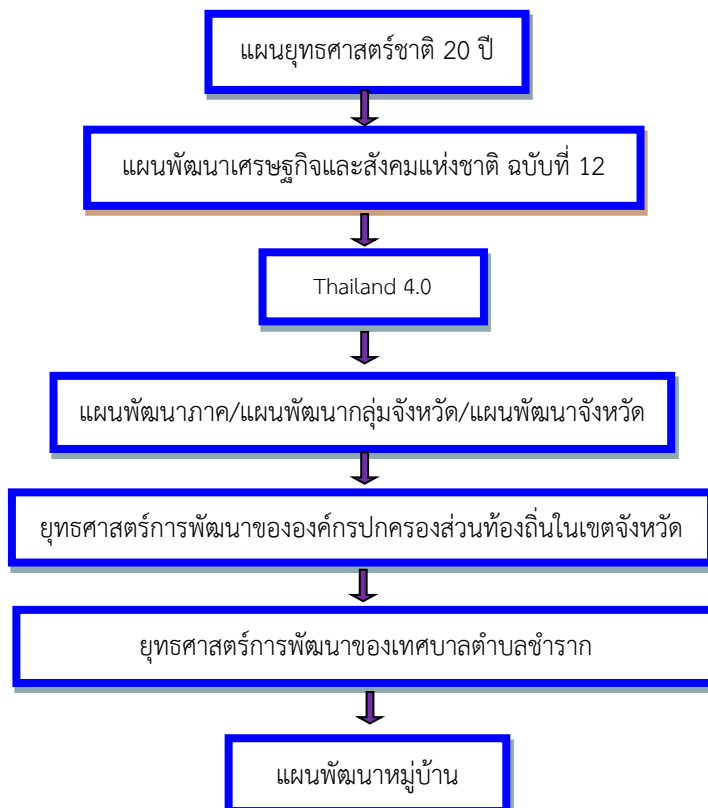 แผนยุทธศาสตร์ชาติ 20 ปี
แผนพัฒนาเศรษฐกิจและสังคมแห่งชาติ ฉบับที่ 12
Thailand 4.0
แผนพัฒนาภาค/แผนพัฒนากลุ่มจังหวัด/แผนพัฒนาจังหวัด
ยุทธศาสตร์การพัฒนาขององค์กรปกครองส่วนท้องถิ่นในเขตจังหวัด
ยุทธศาสตร์การพัฒนาของเทศบาลตำบลชำราก
แผนพัฒนาหมู่บ้าน